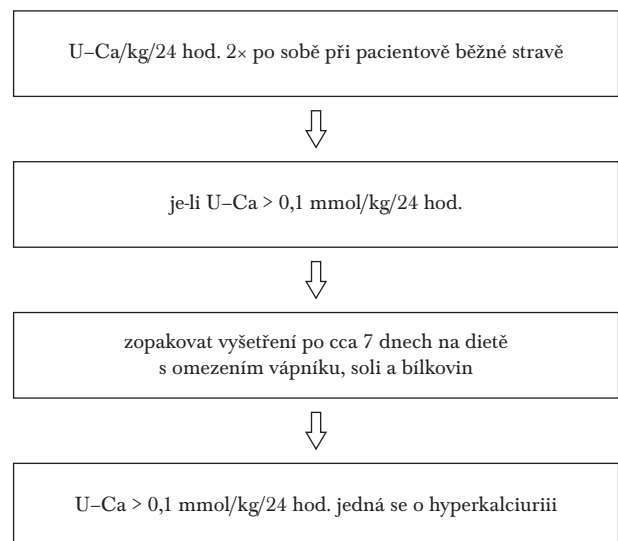 U–Ca/kg/24 hod. 2× po sobě při pacientově běžné stravě
je-li U–Ca > 0,1 mmol/kg/24 hod.
zopakovat vyšetření po cca 7 dnech na dietě
s omezením vápníku, soli a bílkovin
U–Ca > 0,1 mmol/kg/24 hod. jedná se o hyperkalciuriii